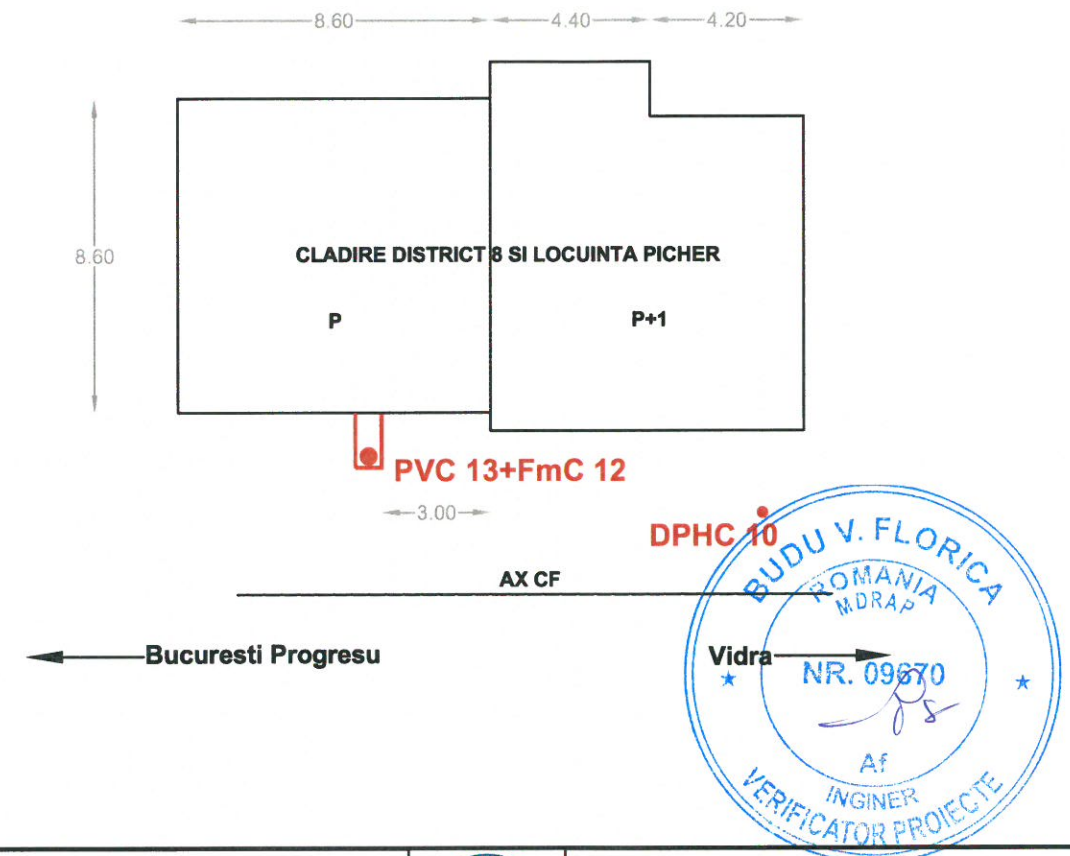 8.60 4.40 4.20
8.60
CLADIRE DISTRICT 8 SI LOCUINTA PICHER
P P+1
PVC 13+FmC 12
3.00
DPHC 10
AX CF
Bucuresti Progresu
Vidra
BUDU V. FLORICA
ROMANIA
MDRAP
NR. 09670
Af
INGINER
VERIFICATOR PROIECTE